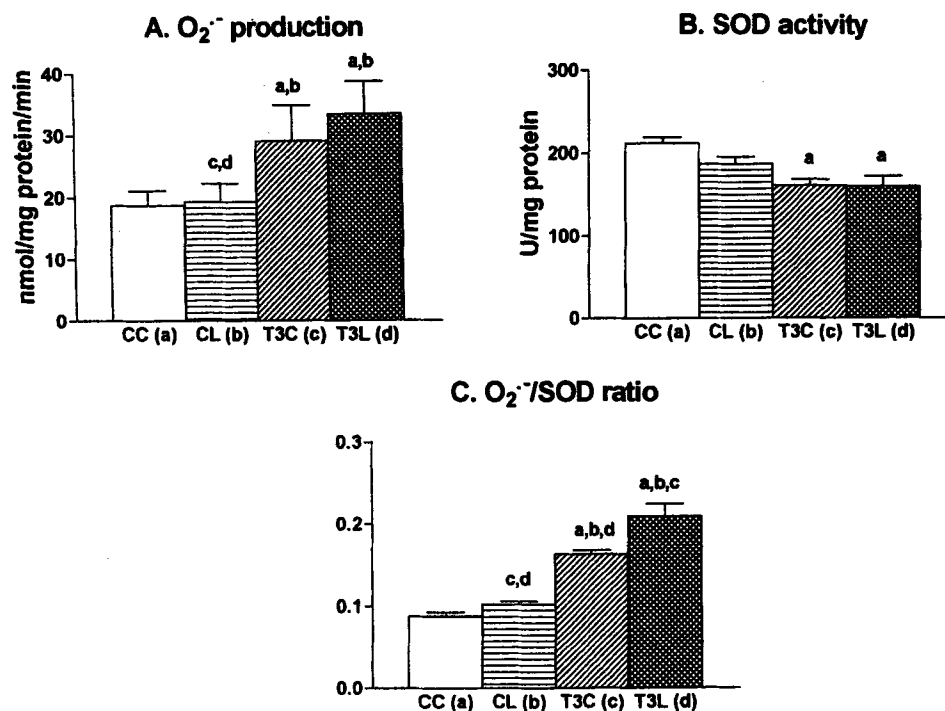 A. O₂·⁻ production
nmol/mg protein/min
40
30
20
10
0
c,d
a,b
a,b
CC (a) CL (b) T3C (c) T3L (d)
B. SOD activity
U/mg protein
300
200
100
0
a
a
CC (a) CL (b) T3C (c) T3L (d)
C. O₂·⁻/SOD ratio
0.3
0.2
0.1
0.0
c,d
a,b,d
a,b,c
CC (a) CL (b) T3C (c) T3L (d)